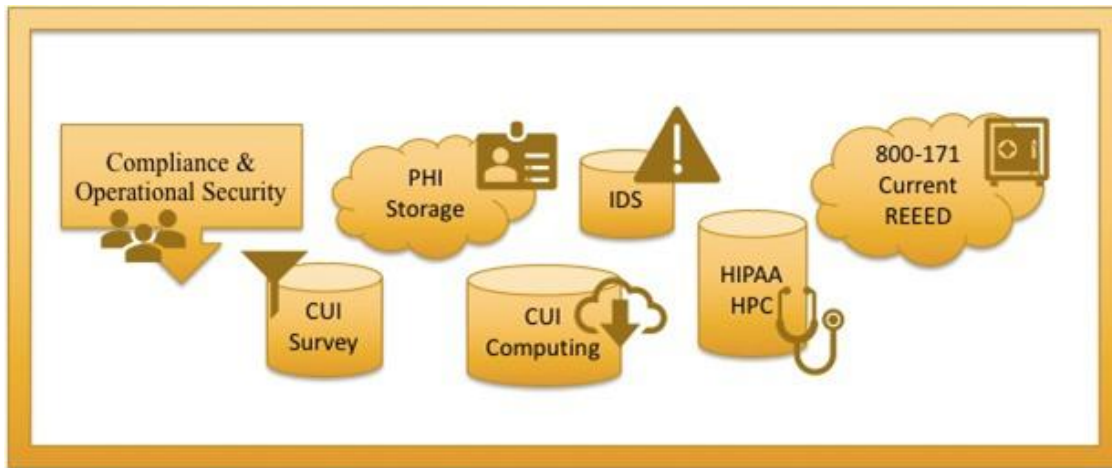 Compliance &
Operational Security
PHI
Storage
IDS
800-171
Current
REEED
CUI
Survey
CUI
Computing
HIPAA
HPC